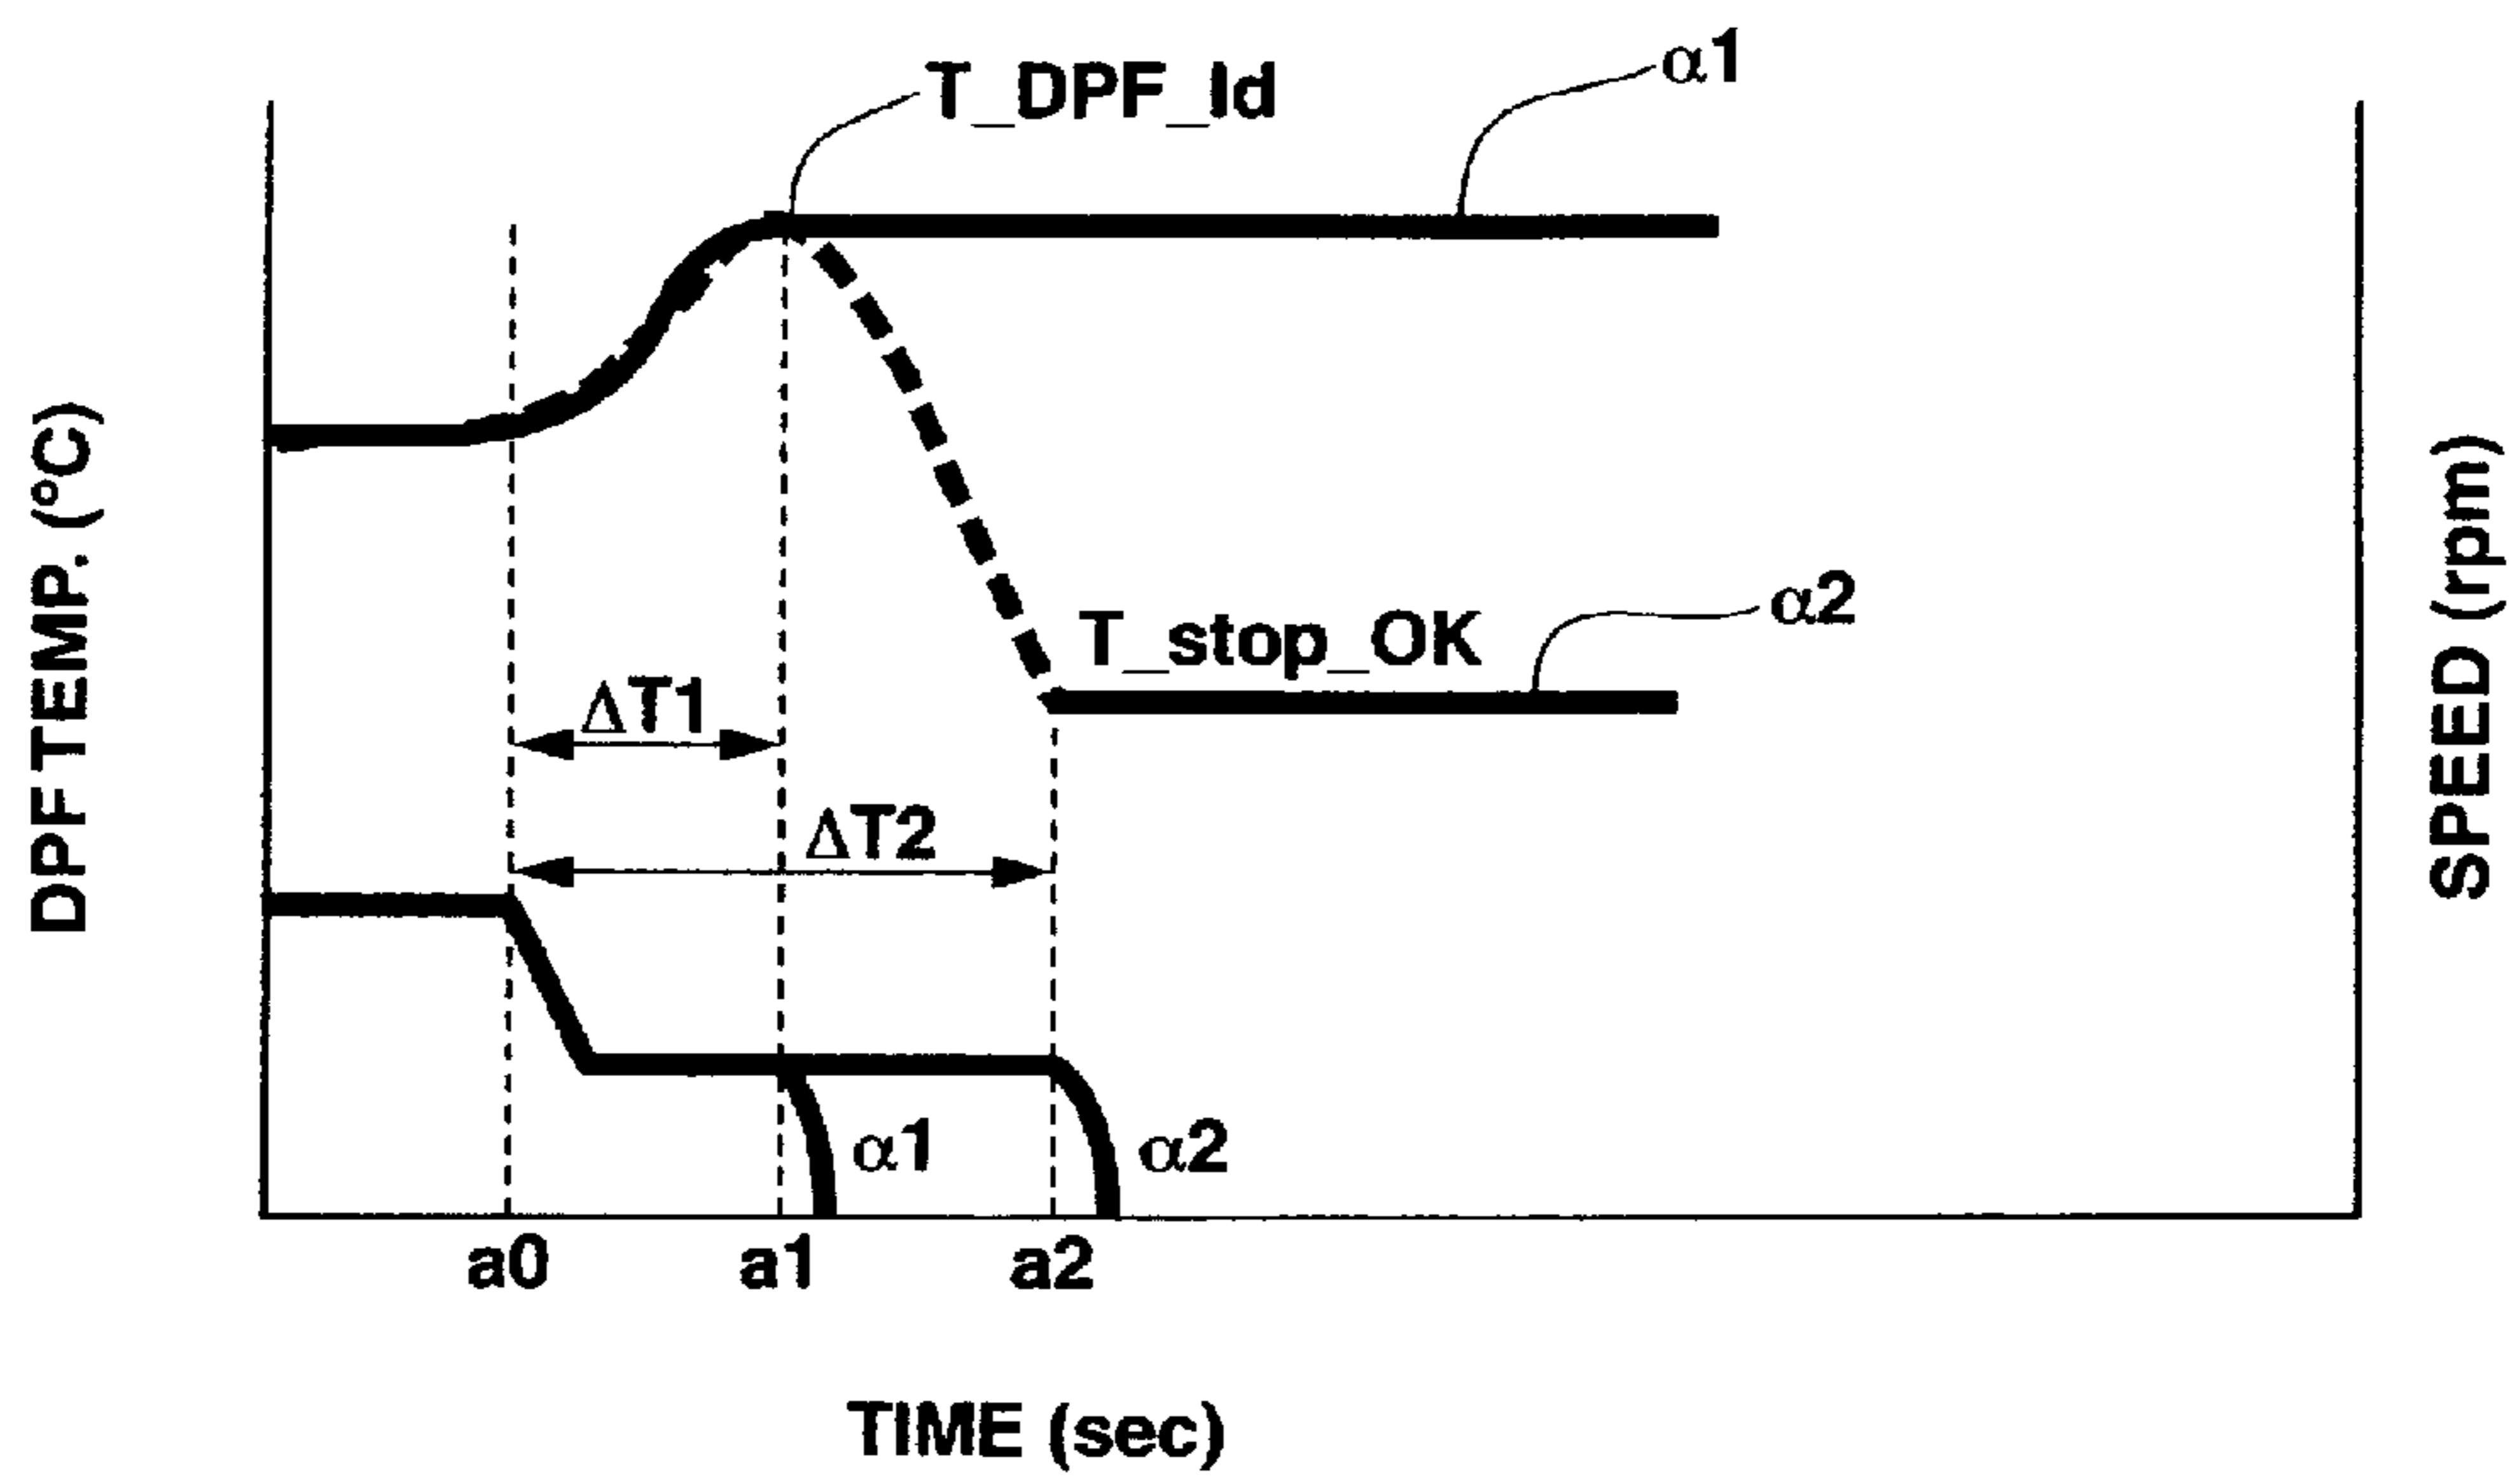 α1
T_DPF_Id
DPF TEMP. (°C)
SPEED (rpm)
α2
T_stop_OK
ΔT1
ΔT2
α1
α2
a0
a1
a2
TIME (sec)